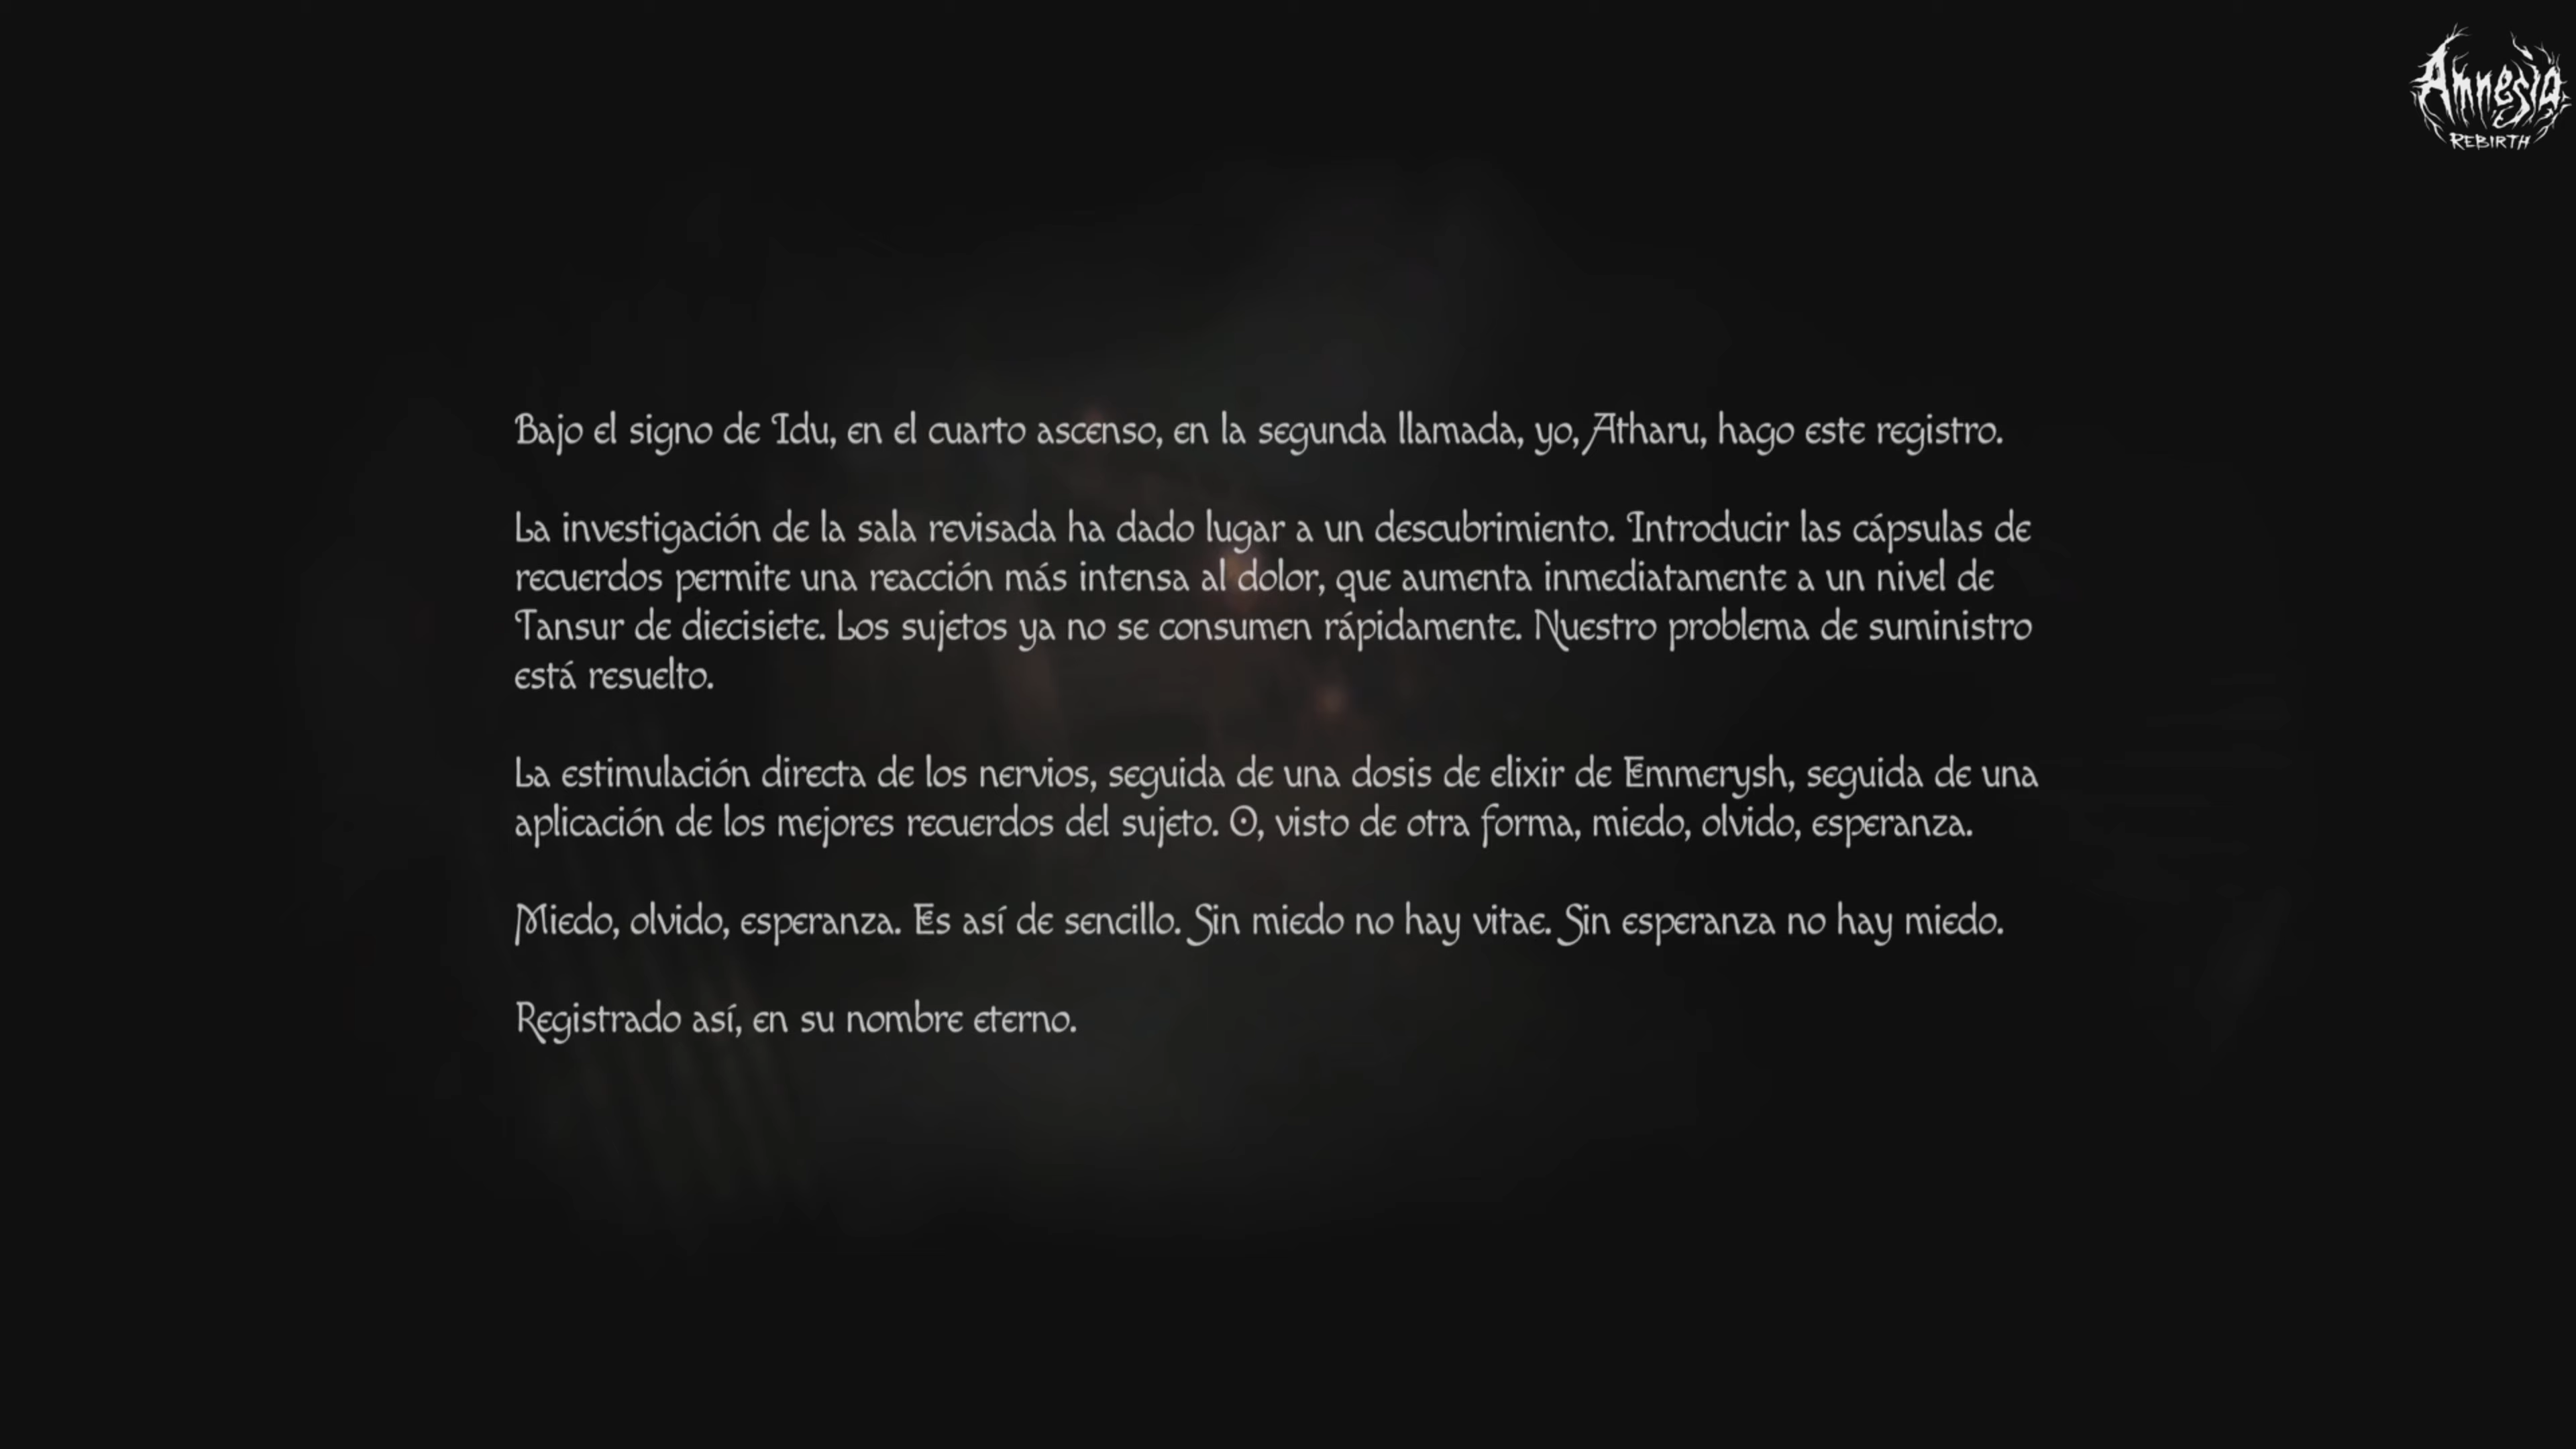 Amnesia
REBIRTH
Bajo el signo de Idu, en el cuarto ascenso, en la segunda llamada, yo, Atharu, hago este registro.
La investigación de la sala revisada ha dado lugar a un descubrimiento. Introducir las cápsulas de
recuerdos permite una reacción más intensa al dolor, que aumenta inmediatamente a un nivel de
Tansur de diecisiete. Los sujetos ya no se consumen rápidamente. Nuestro problema de suministro
está resuelto.
La estimulación directa de los nervios, seguida de una dosis de elixir de Emmerysh, seguida de una
aplicación de los mejores recuerdos del sujeto. O, visto de otra forma, miedo, olvido, esperanza.
Miedo, olvido, esperanza. Es así de sencillo. Sin miedo no hay vitae. Sin esperanza no hay miedo.
Registrado así, en su nombre eterno.